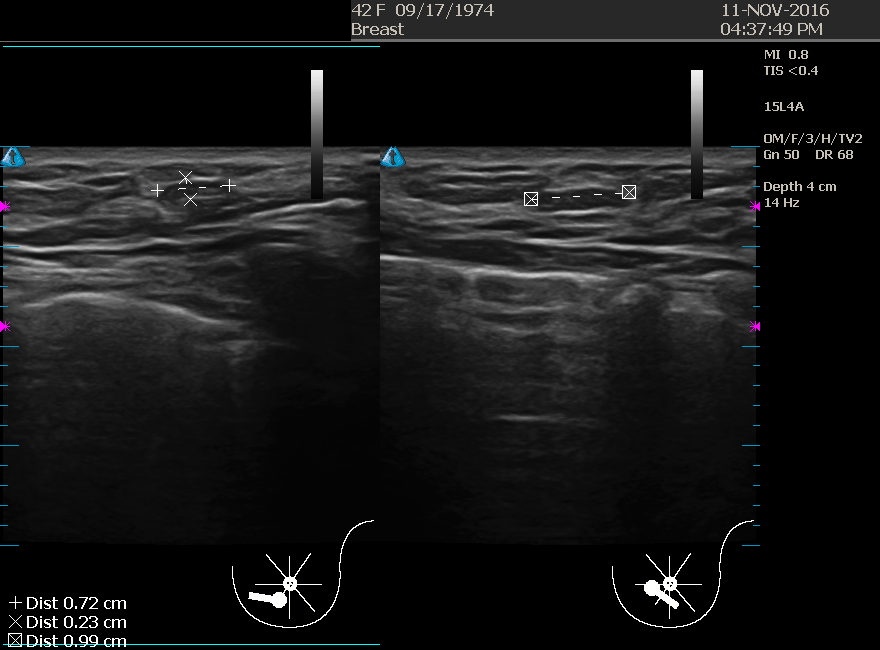 42 F 09/17/1974 11-NOV-2016
Breast 04:37:49 PM
MI 0.8
TIS <0.4
15L4A
OM/F/3/H/TV2
Gn 50 DR 68
Depth 4 cm
14 Hz
Dist 0.72 cm
Dist 0.23 cm
Dist 0.99 cm